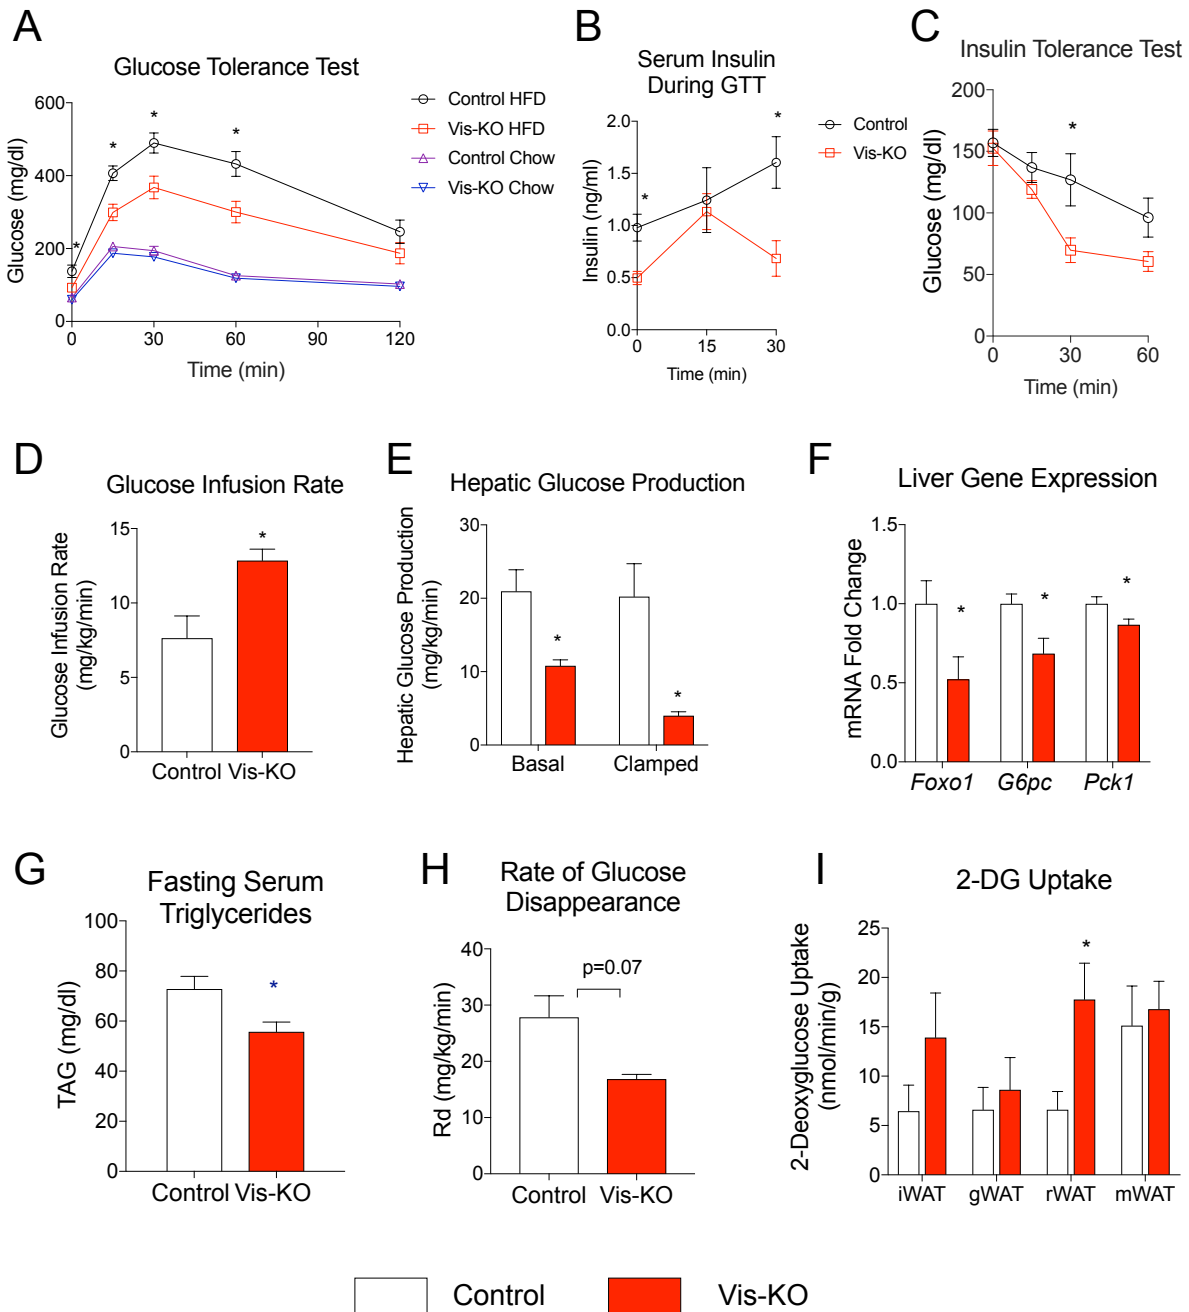 A
Glucose Tolerance Test
Glucose (mg/dl)
600
400
200
0
0
30
60
90
120
Time (min)
*
*
*
*
Control HFD
Vis-KO HFD
Control Chow
Vis-KO Chow
B
Serum Insulin
During GTT
Insulin (ng/ml)
2.0
1.5
1.0
0.5
0.0
0
15
30
Time (min)
*
*
Control
Vis-KO
C
Insulin Tolerance Test
Glucose (mg/dl)
200
150
100
50
0
0
30
60
Time (min)
*
D
Glucose Infusion Rate
Glucose Infusion Rate
(mg/kg/min)
15
10
5
0
*
Control Vis-KO
E
Hepatic Glucose Production
Hepatic Glucose Production
(mg/kg/min)
30
20
10
0
*
*
Basal
Clamped
F
Liver Gene Expression
mRNA Fold Change
1.5
1.0
0.5
0.0
*
*
*
Foxo1
G6pc
Pck1
G
Fasting Serum
Triglycerides
TAG (mg/dl)
100
80
60
40
20
0
*
Control Vis-KO
H
Rate of Glucose
Disappearance
Rd (mg/kg/min)
40
30
20
10
0
p=0.07
Control Vis-KO
I
2-DG Uptake
2-Deoxyglucose Uptake
(nmol/min/g)
25
20
15
10
5
0
*
iWAT
gWAT
rWAT
mWAT
Control
Vis-KO